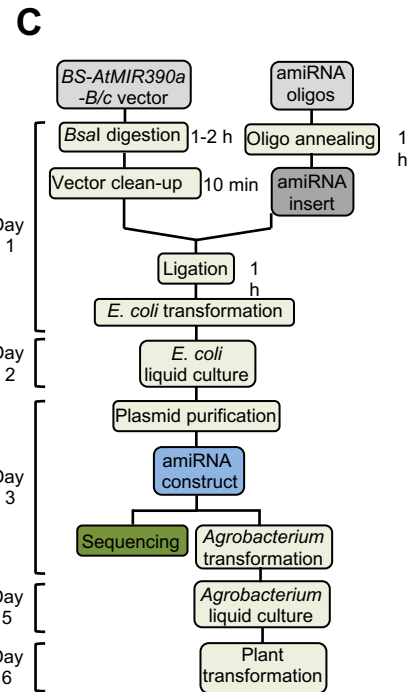 C
BS-AtMIR390a
-B/c vector
amiRNA
oligos
BsaI digestion
1-2 h
Oligo annealing
1
h
Vector clean-up
10 min
amiRNA
insert
Day
1
Ligation
1
h
E. coli transformation
Day
2
E. coli
liquid culture
Plasmid purification
Day
3
amiRNA
construct
Sequencing
Agrobacterium
transformation
Day
5
Agrobacterium
liquid culture
Day
6
Plant
transformation